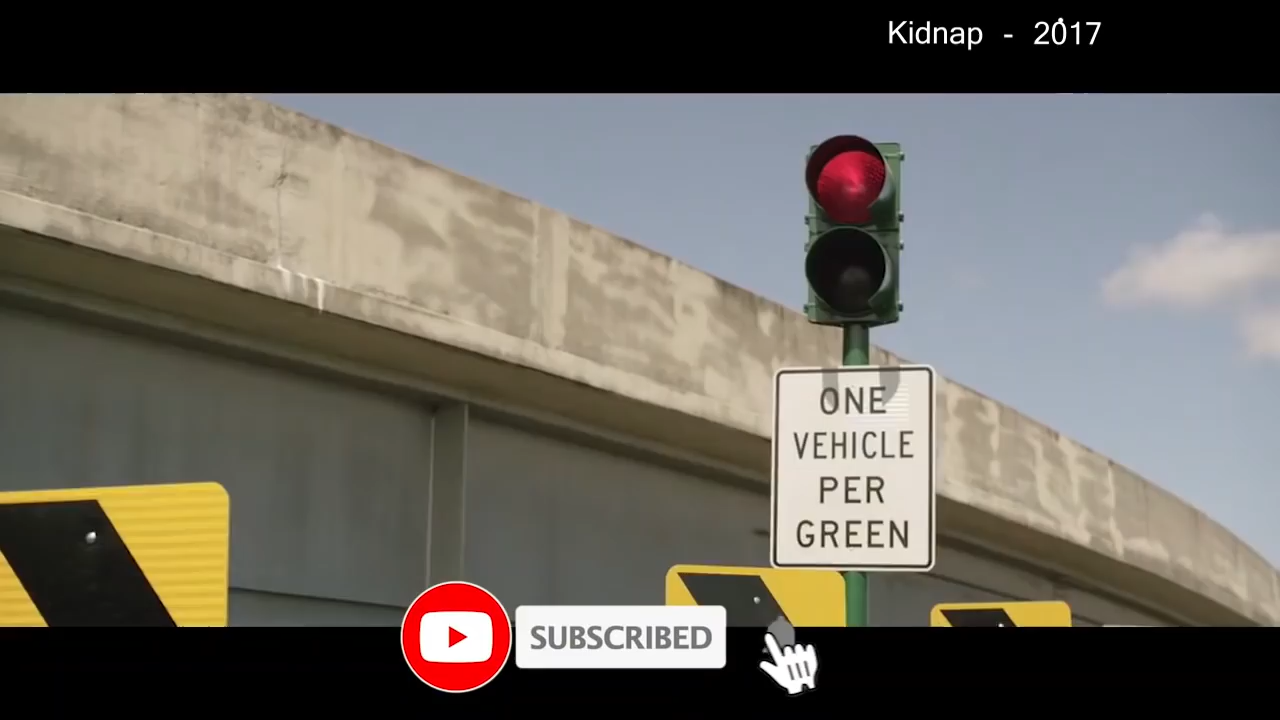 Kidnap - 2017
ONE
VEHICLE
PER
GREEN
SUBSCRIBED